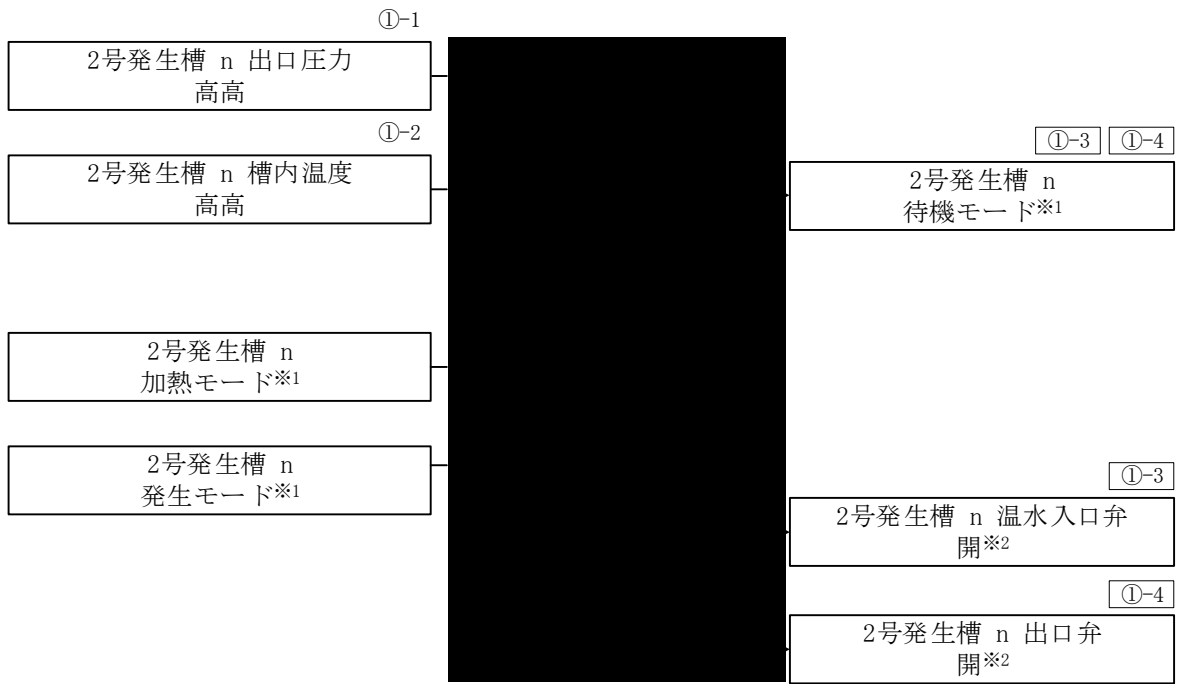 ①-1
2号発生槽 n 出口圧力
高高
①-2
2号発生槽 n 槽内温度
高高
2号発生槽 n
加熱モード※1
2号発生槽 n
発生モード※1
①-3 ①-4
2号発生槽 n
待機モード※1
①-3
2号発生槽 n 温水入口弁
開※2
①-4
2号発生槽 n 出口弁
開※2